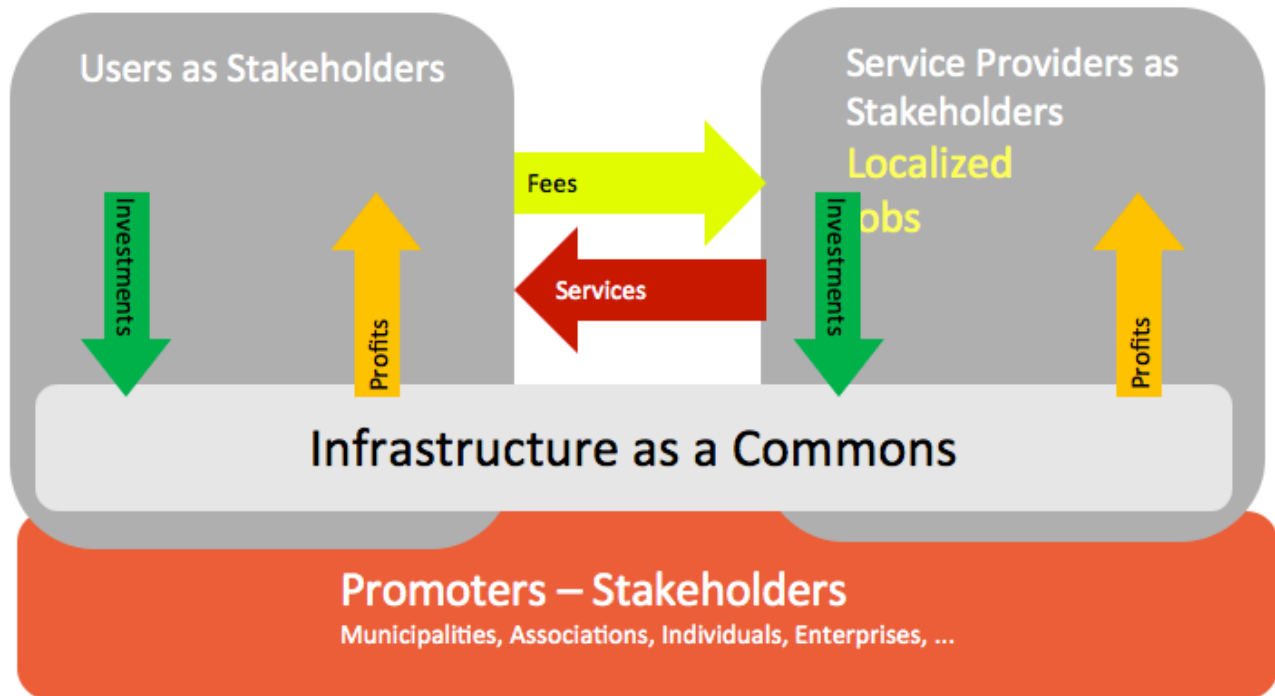 Users as Stakeholders
Service Providers as
Stakeholders
Localized
jobs
Fees
Services
Investments
Profits
Investments
Profits
Infrastructure as a Commons
Promoters – Stakeholders
Municipalities, Associations, Individuals, Enterprises, ...